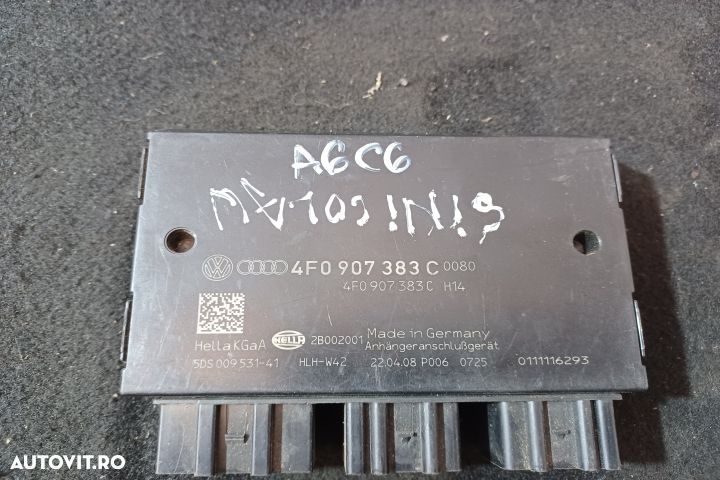 A6C6
4F0 907 383 C 0080
4F0 907 383 C H14
Hella KGaA HELLA 2B002001 Made in Germany
Anhängeranschlußgerät
5DS 009 531-41 HLH-W42 22.04.08 P006 0725 0111116293
AUTOVIT.RO